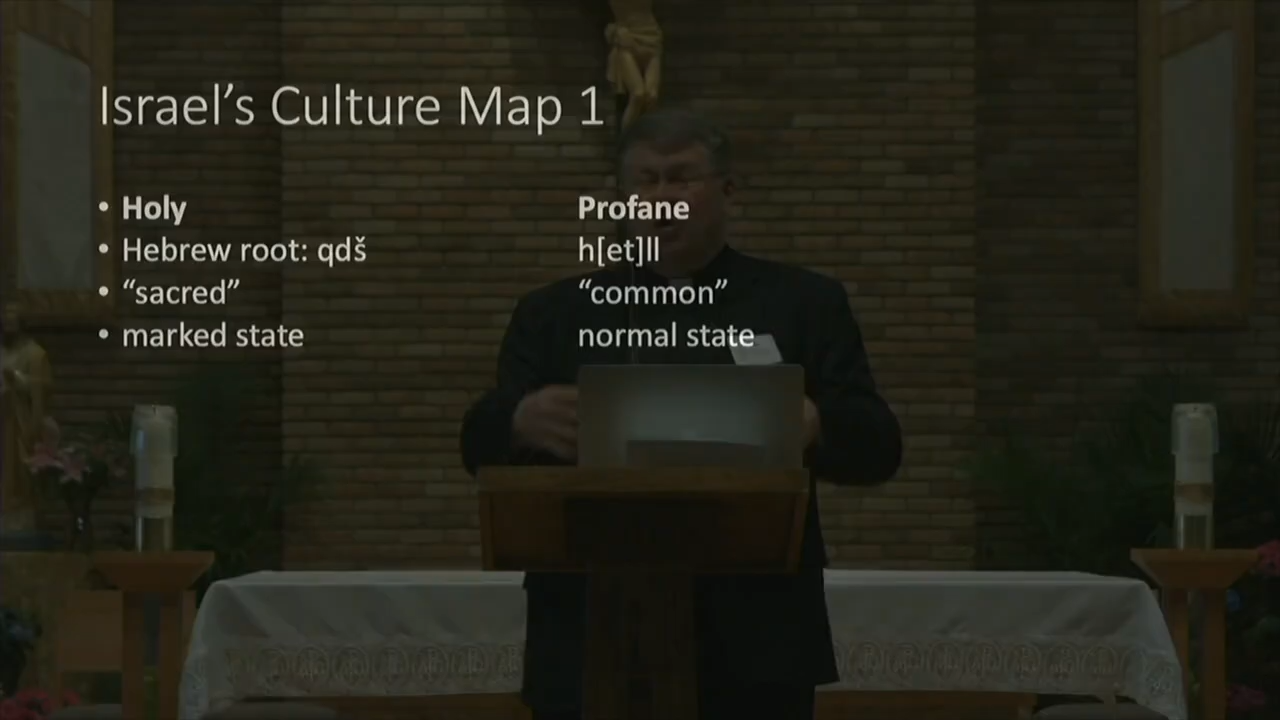 Israel’s Culture Map 1
• Holy Profane
• Hebrew root: qdš h[et]ll
• “sacred” “common”
• marked state normal state